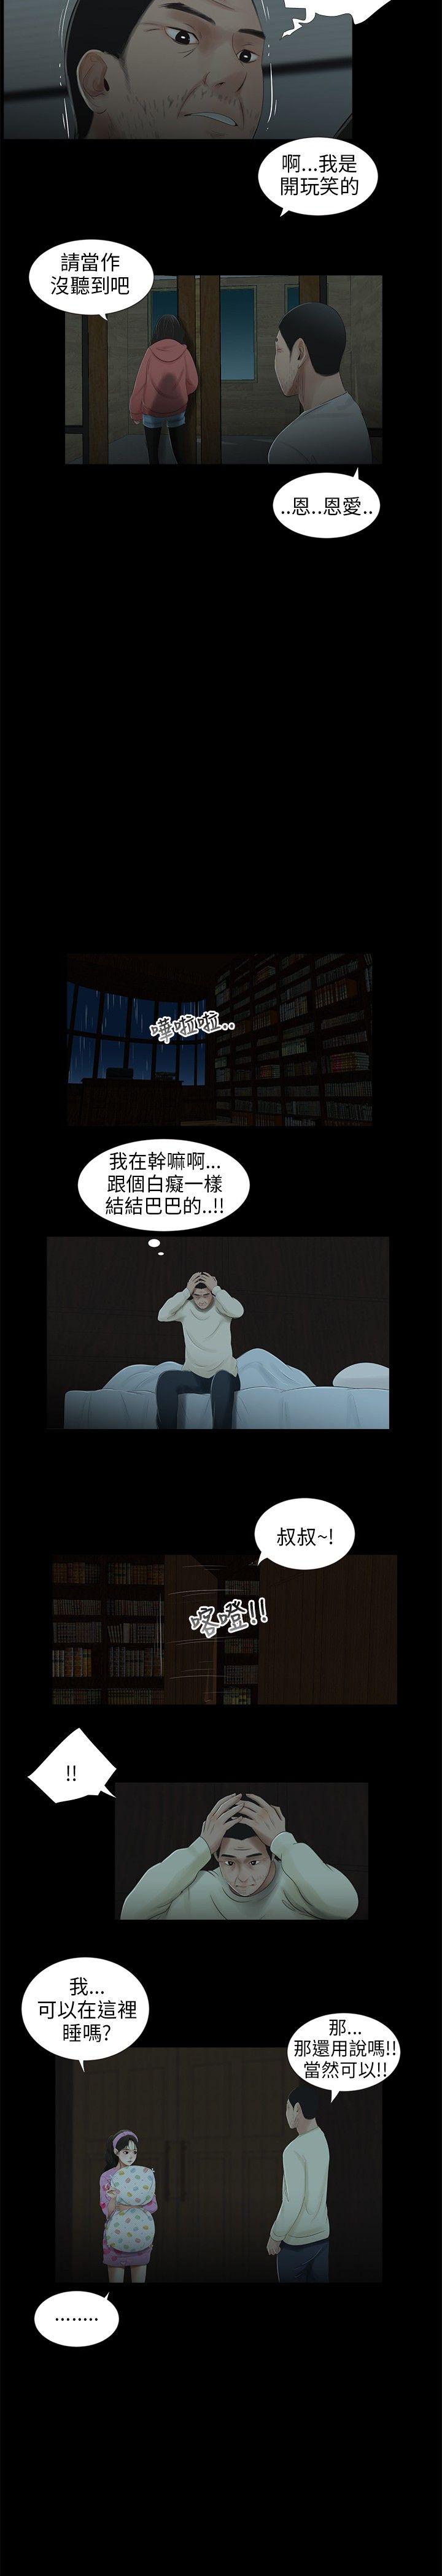 啊...我是
開玩笑的
請當作
沒聽到吧
..恩..恩愛..
嘩啦啦..
我在幹嘛啊...
跟個白癡一樣
結結巴巴的..!!
叔叔~!
喀噔!!
!!
我...
可以在這裡
睡嗎?
那...
那還用說嗎!!
當然可以!!
........